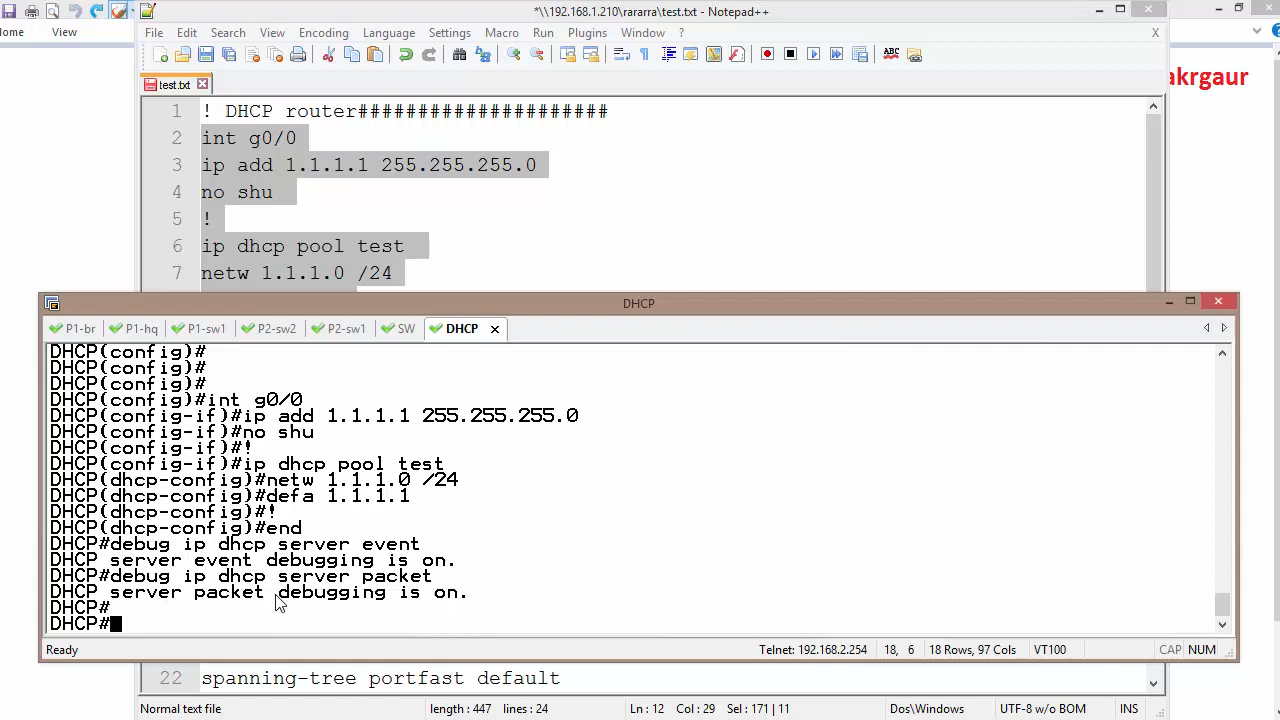 *\\192.168.1.210\rararra\test.txt - Notepad++
ome View
File Edit Search View Encoding Language Settings Macro Run Plugins Window ? X
ABC
akrgaur
test.txt
1 ! DHCP router#####################
2 int g0/0
3 ip add 1.1.1.1 255.255.255.0
4 no shu
5 !
6 ip dhcp pool test
7 netw 1.1.1.0 /24
DHCP
P1-br P1-hq P1-sw1 P2-sw2 P2-sw1 SW DHCP
DHCP(config)#
DHCP(config)#
DHCP(config)#
DHCP(config)#int g0/0
DHCP(config-if)#ip add 1.1.1.1 255.255.255.0
DHCP(config-if)#no shu
DHCP(config-if)#!
DHCP(config-if)#ip dhcp pool test
DHCP(dhcp-config)#netw 1.1.1.0 /24
DHCP(dhcp-config)#defa 1.1.1.1
DHCP(dhcp-config)#!
DHCP(dhcp-config)#end
DHCP#debug ip dhcp server event
DHCP server event debugging is on.
DHCP#debug ip dhcp server packet
DHCP server packet debugging is on.
DHCP#
DHCP#
Ready Telnet: 192.168.2.254 18, 6 18 Rows, 97 Cols VT100 CAP NUM
22 spanning-tree portfast default
Normal text file length : 447 lines : 24 Ln : 12 Col : 29 Sel : 171 | 11 Dos\Windows UTF-8 w/o BOM INS